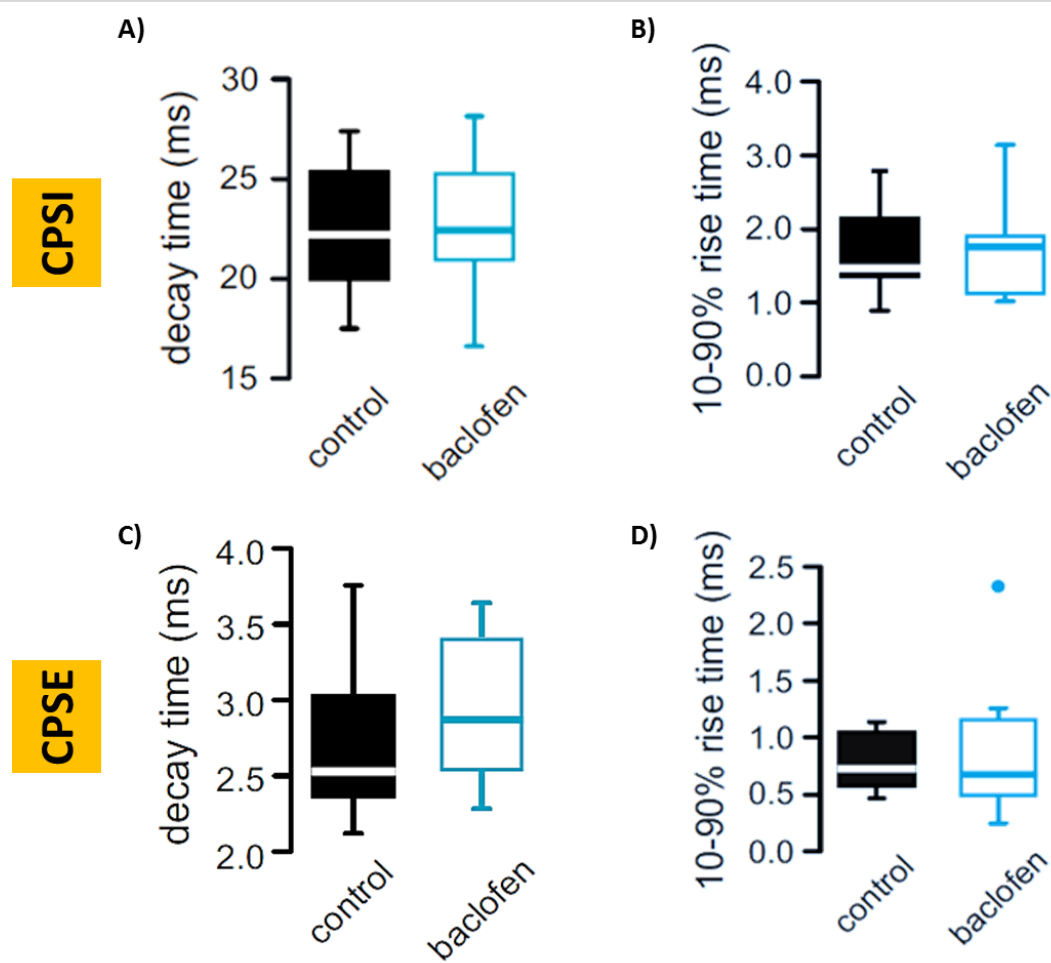 A)
decay time (ms)
30
25
20
15
control
baclofen
B)
10-90% rise time (ms)
4.0
3.0
2.0
1.0
0.0
control
baclofen
CPSI
C)
decay time (ms)
4.0
3.5
3.0
2.5
2.0
control
baclofen
D)
10-90% rise time (ms)
2.5
2.0
1.5
1.0
0.5
0.0
control
baclofen
CPSE